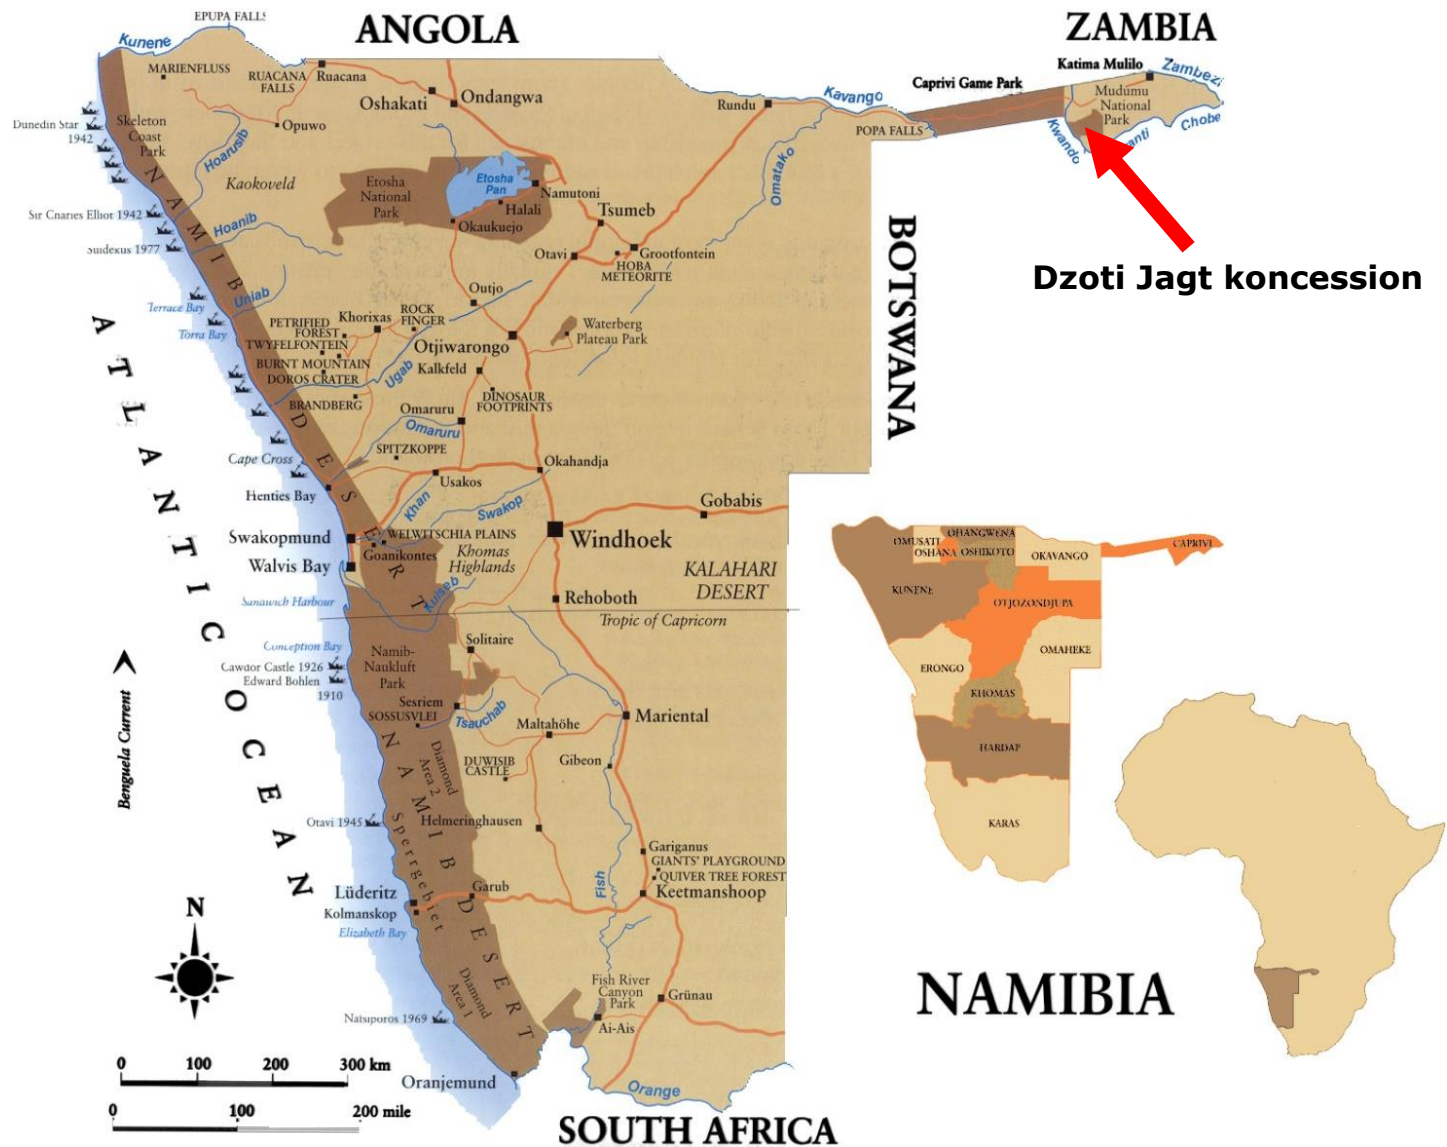 ANGOLA
ZAMBIA
EPUPA FALLS
Kunene
MARIENFLUSS
RUACANA
FALLS
Ruacana
Oshakati
Ondangwa
Opuwo
Rundu
Kavango
POPA FALLS
Caprivi Game Park
Katima Mulilo
Zambezi
Mudumu
National
Park
Chobe
Kwando
anti
Dzoti Jagt koncession
Dunedin Star
1942
Skeleton
Coast
Park
Hoarusib
Kaokoveld
Hoanib
Etosha
National
Park
Etosha
Pan
Namutoni
Halali
Okaukuejo
Tsumeb
Omatako
Otavi
Grootfontein
HOBA
METEORITE
BOTSWANA
Sir Charles Elliot 1942
Suidekus 1977
Uniab
Terrace Bay
Torra Bay
Outjo
PETRIFIED
FOREST
Khorixas
ROCK
FINGER
TWYFELFONTEIN
BURNT MOUNTAIN
DOROS CRATER
BRANDBERG
Ugab
Otjiwarongo
Kalkfeld
Waterberg
Plateau Park
DINOSAUR
FOOTPRINTS
Omaruru
Omaruru
SPITZKOPPE
Cape Cross
Henties Bay
Usakos
Okahandja
Khan
Swakop
Gobabis
Swakopmund
WELWITSCHIA PLAINS
Goanikontes
Khomas
Highlands
Windhoek
Walvis Bay
Kuiseb
KALAHARI
DESERT
Sandwich Harbour
Rehoboth
Tropic of Capricorn
Conception Bay
Cawdor Castle 1926
Edward Bohlen
1910
Namib-
Naukluft
Park
Solitaire
Sesriem
SOSSUSVLEI
Tsauchab
Maltahöhe
Mariental
DUWISIB
CASTLE
Gibeon
Diamond
Area 2
Helmeringhausen
Otavi 1945
Sperrgebiet
Gariganus
GIANTS' PLAYGROUND
QUIVER TREE FOREST
Keetmanshoop
Fish
Lüderitz
Kolmanskop
Garub
Elizabeth Bay
Diamond
Area 1
Fish River
Canyon
Park
Grünau
Ai-Ais
Natsiporos 1969
Oranjemund
Orange
SOUTH AFRICA
NAMIB DESERT
NAMIB DESERT
ATLANTIC OCEAN
Benguela Current
N
0 100 200 300 km
0 100 200 mile
OMUSATI
OHANGWENA
OSHANA
OSHIKOTO
OKAVANGO
CAPRIVI
KUNENE
OTJOZONDJUPA
OMAHEKE
ERONGO
KHOMAS
HARDAP
KARAS
NAMIBIA